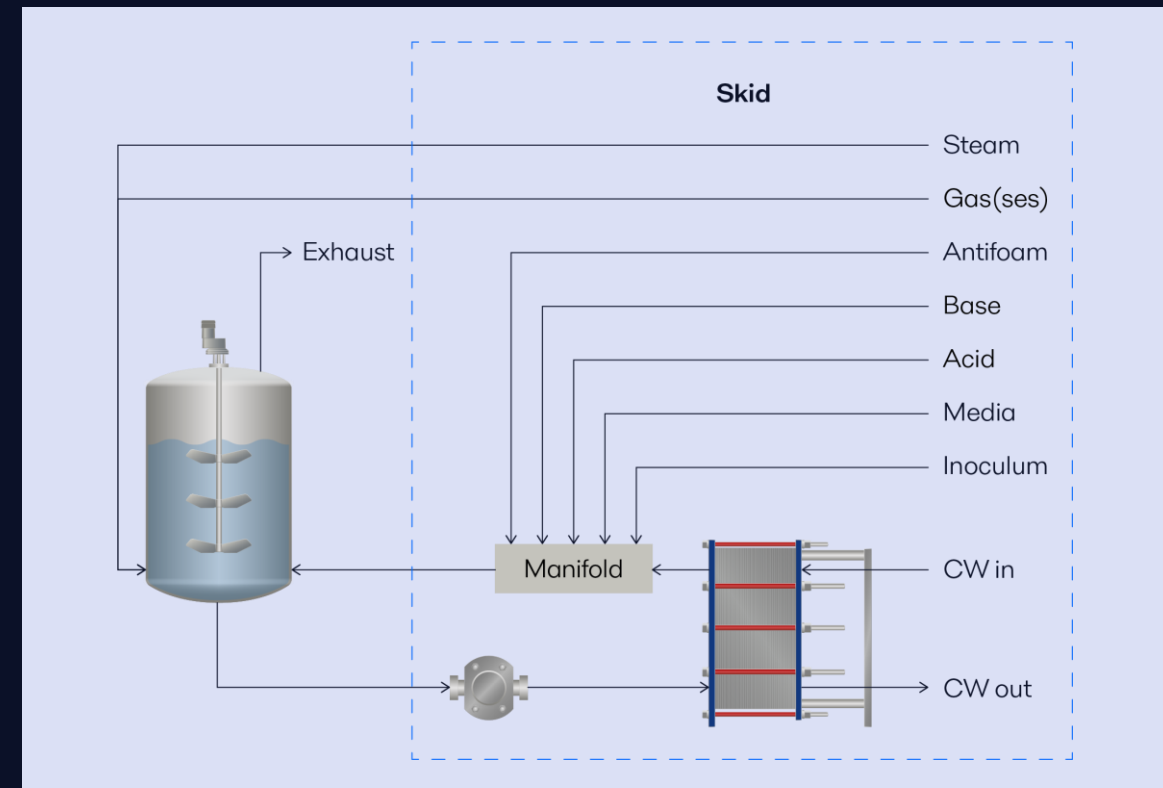 Skid
Steam
Gas(ses)
Exhaust
Antifoam
Base
Acid
Media
Inoculum
Manifold
CW in
CW out